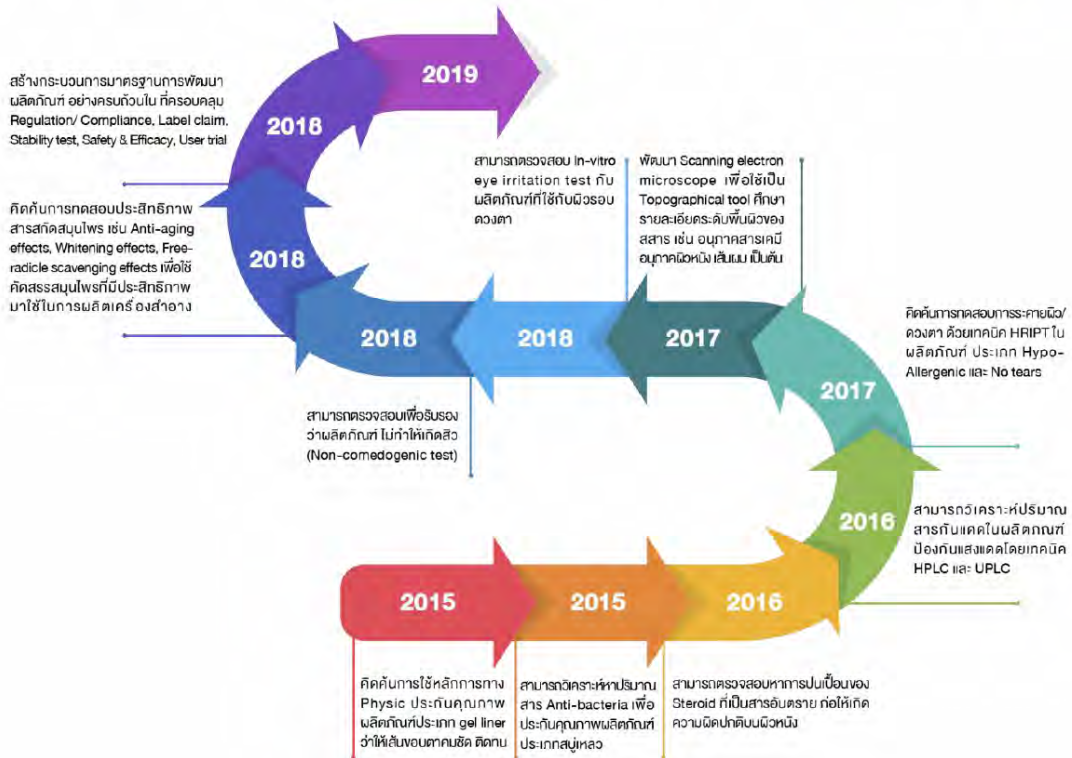 2019
สร้างกระบวนการมาตรฐานการพัฒนา
ผลิตภัณฑ์ อย่างครบถ้วนใน ที่ครอบคลุม
Regulation/ Compliance, Label claim,
Stability test, Safety & Efficacy, User trial
2018
คิดค้นการทดสอบประสิทธิภาพ
สารสกัดสมุนไพร เช่น Anti-aging
effects, Whitening effects, Free-
radicle scavenging effects เพื่อใช้
คัดสรรสมุนไพรที่มีประสิทธิภาพ
มาใช้ในการผลิตเครื่องสำอาง
2018
สามารถตรวจสอบ In-vitro
eye irritation test กับ
ผลิตภัณฑ์ที่ใช้กับผิวรอบ
ดวงตา
พัฒนา Scanning electron
microscope เพื่อใช้เป็น
Topographical tool ศึกษา
รายละเอียดระดับพื้นผิวของ
สสาร เช่น อนุภาคสารเคมี
อนุภาคผิวหนัง เส้นผม เป็นต้น
2018
2018
2017
คิดค้นการทดสอบการระคายผิว/
ดวงตา ด้วยเทคนิค HRIPT ใน
ผลิตภัณฑ์ ประเภท Hypo-
Allergenic และ No tears
2017
สามารถตรวจสอบเพื่อรับรอง
ว่าผลิตภัณฑ์ ไม่ทำให้เกิดสิว
(Non-comedogenic test)
2016
สามารถวิเคราะห์ปริมาณ
สารกันแดดในผลิตภัณฑ์
ป้องกันแสงแดดโดยเทคนิค
HPLC และ UPLC
2015
2015
2016
คิดค้นการใช้หลักการทาง
Physic ประกันคุณภาพ
ผลิตภัณฑ์ประเภท gel liner
ว่าให้เส้นขอบตาคมชัด ติดทน
สามารถวิเคราะห์หาปริมาณ
สาร Anti-bacteria เพื่อ
ประกันคุณภาพผลิตภัณฑ์
ประเภทสบู่เหลว
สามารถตรวจสอบหาการปนเปื้อนของ
Steroid ที่เป็นสารอันตราย ก่อให้เกิด
ความผิดปกติบนผิวหนัง